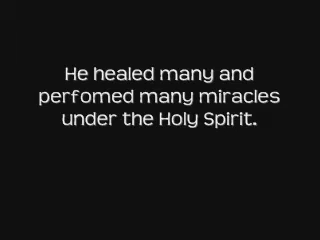 He healed many and
perfomed many miracles
under the Holy Spirit.